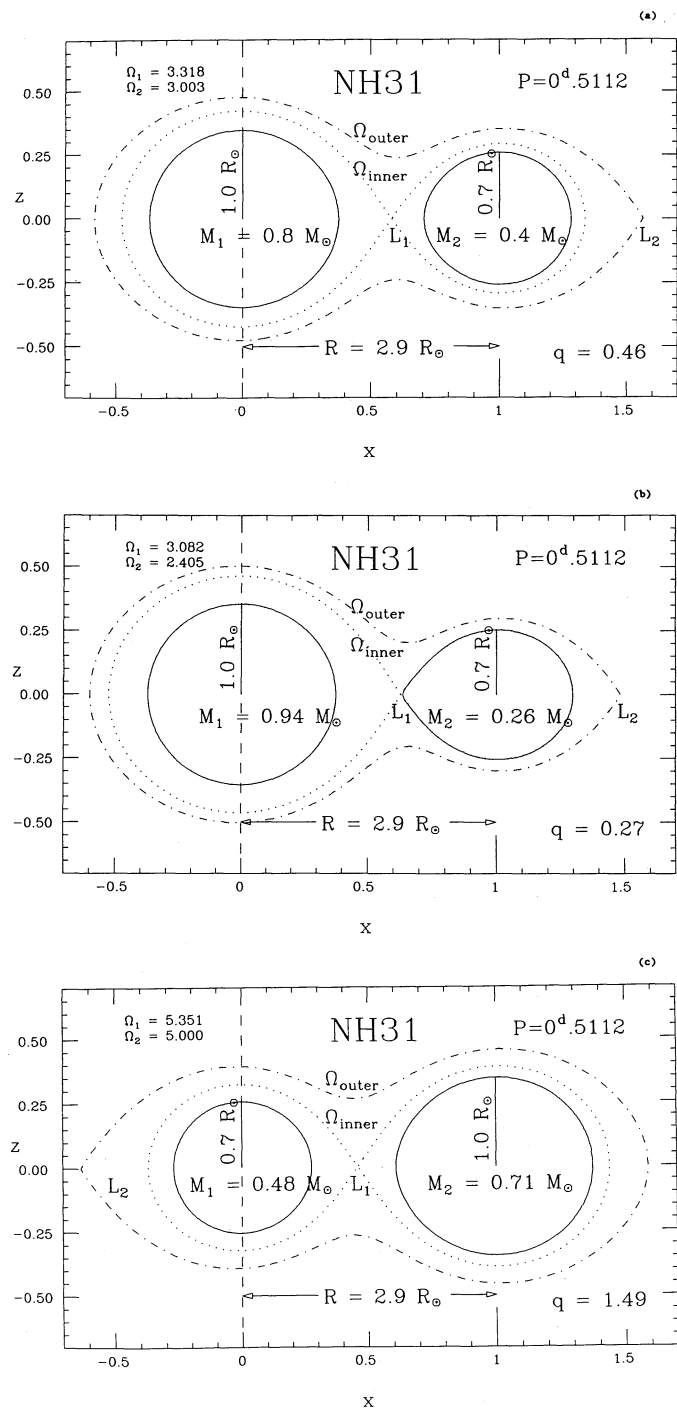 (a)
Ω1 = 3.318
Ω2 = 3.003
NH31
P=0ᵈ.5112
Ωouter
Ωinner
1.0 R⊙
0.7 R⊙
M1 = 0.8 M⊙
L1
M2 = 0.4 M⊙
L2
R = 2.9 R⊙
q = 0.46
0.50
0.25
Z
0.00
−0.25
−0.50
−0.5 0 0.5 1 1.5
X
(b)
Ω1 = 3.082
Ω2 = 2.405
NH31
P=0ᵈ.5112
Ωouter
Ωinner
1.0 R⊙
0.7 R⊙
M1 = 0.94 M⊙
L1
M2 = 0.26 M⊙
L2
R = 2.9 R⊙
q = 0.27
0.50
0.25
Z
0.00
−0.25
−0.50
−0.5 0 0.5 1 1.5
X
(c)
Ω1 = 5.351
Ω2 = 5.000
NH31
P=0ᵈ.5112
Ωouter
Ωinner
0.7 R⊙
1.0 R⊙
L2
M1 = 0.48 M⊙
L1
M2 = 0.71 M⊙
R = 2.9 R⊙
q = 1.49
0.50
0.25
Z
0.00
−0.25
−0.50
−0.5 0 0.5 1 1.5
X